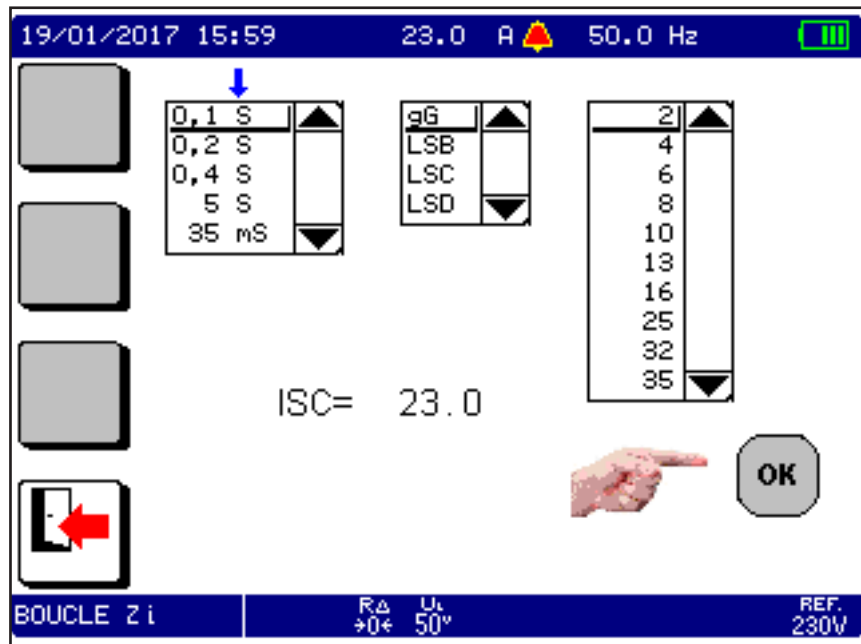 19/01/2017 15:59 23.0 A 50.0 Hz
0,1 S
0,2 S
0,4 S
5 S
35 mS
gG
LSB
LSC
LSD
2
4
6
8
10
13
16
25
32
35
ISC= 23.0
OK
BOUCLE Zi
RΔ
→0←
UL
50V
REF.
230V